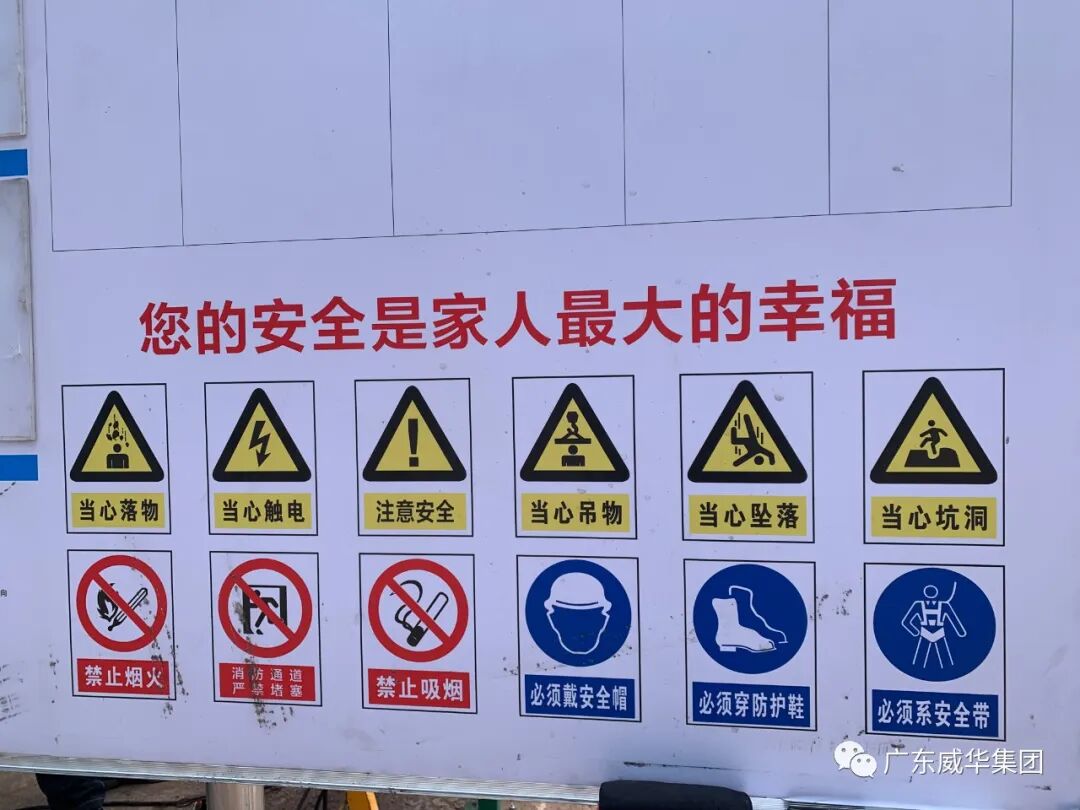 您的安全是家人最大的幸福
当心落物
当心触电
注意安全
当心吊物
当心坠落
当心坑洞
禁止烟火
消防通道
严禁堵塞
禁止吸烟
必须戴安全帽
必须穿防护鞋
必须系安全带
向
广东威华集团